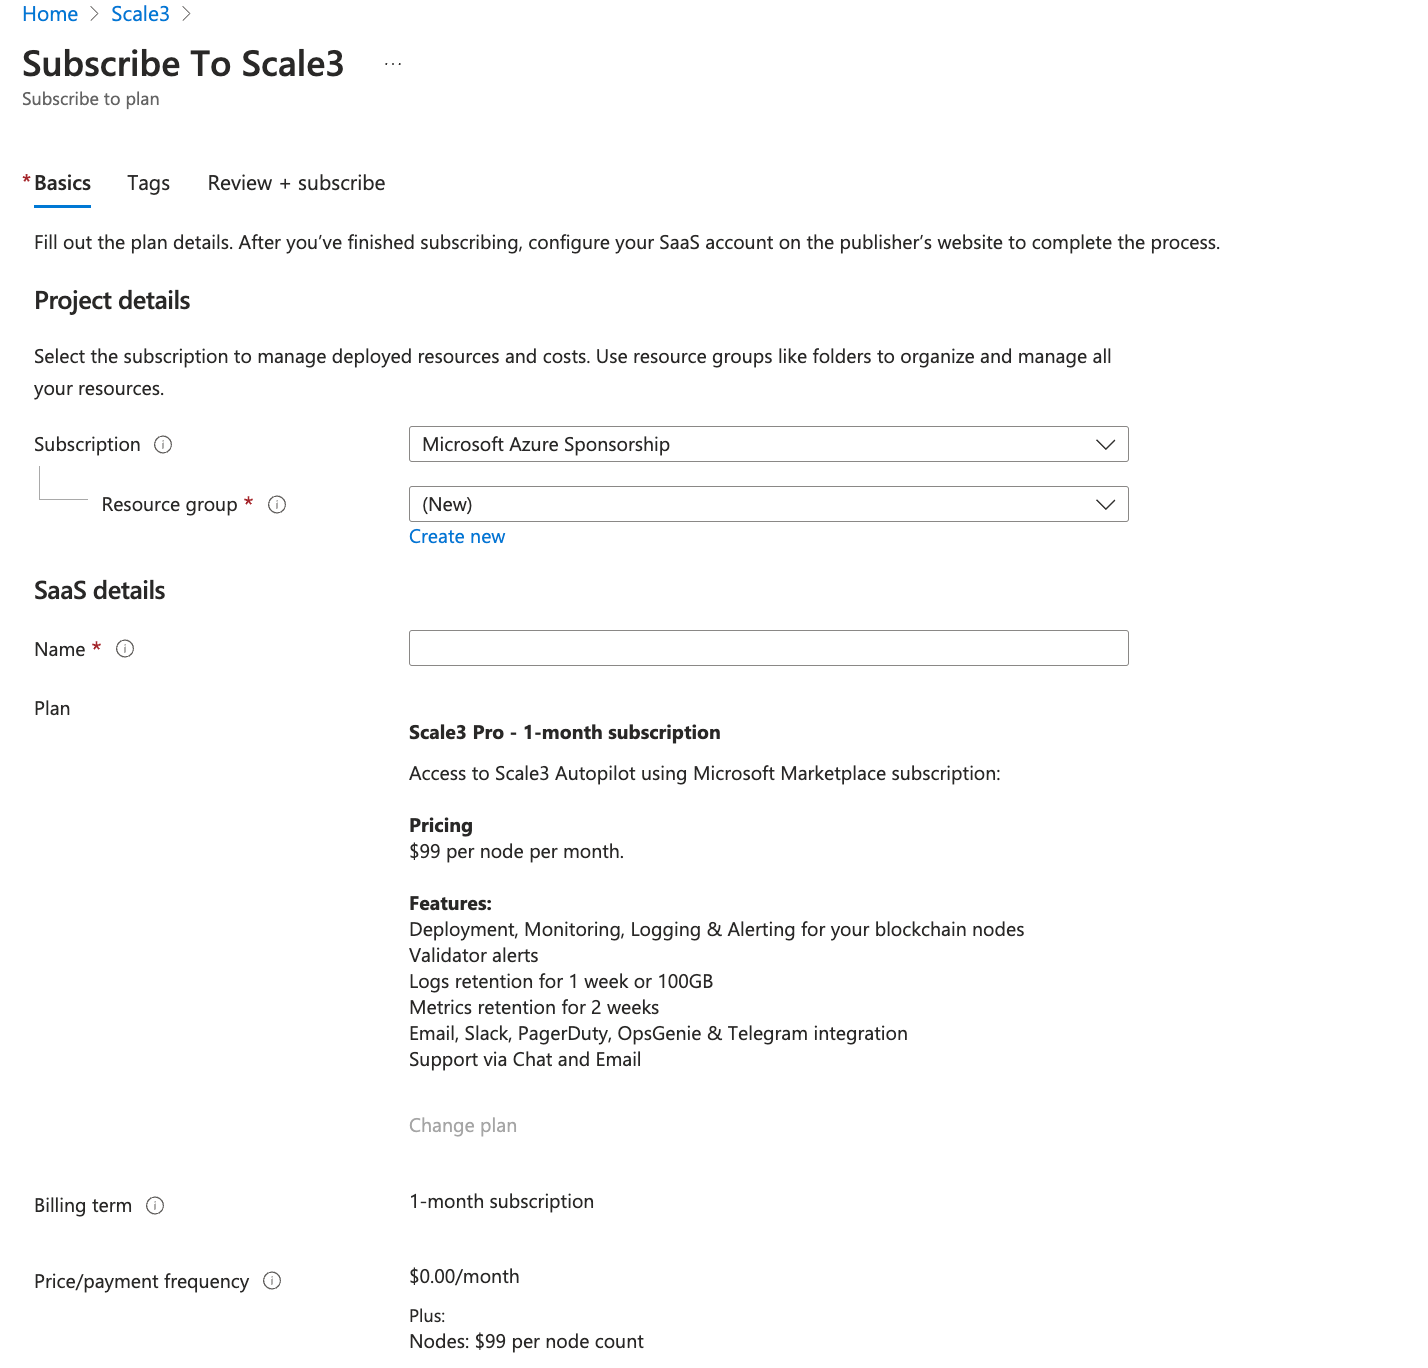 Home > Scale3 >
Subscribe To Scale3 ...
Subscribe to plan
* Basics Tags Review + subscribe
Fill out the plan details. After you’ve finished subscribing, configure your SaaS account on the publisher’s website to complete the process.
Project details
Select the subscription to manage deployed resources and costs. Use resource groups like folders to organize and manage all
your resources.
Subscription Microsoft Azure Sponsorship
Resource group * (New)
Create new
SaaS details
Name *
Plan
Scale3 Pro - 1-month subscription
Access to Scale3 Autopilot using Microsoft Marketplace subscription:
Pricing
$99 per node per month.
Features:
Deployment, Monitoring, Logging & Alerting for your blockchain nodes
Validator alerts
Logs retention for 1 week or 100GB
Metrics retention for 2 weeks
Email, Slack, PagerDuty, OpsGenie & Telegram integration
Support via Chat and Email
Change plan
Billing term 1-month subscription
Price/payment frequency $0.00/month
Plus:
Nodes: $99 per node count